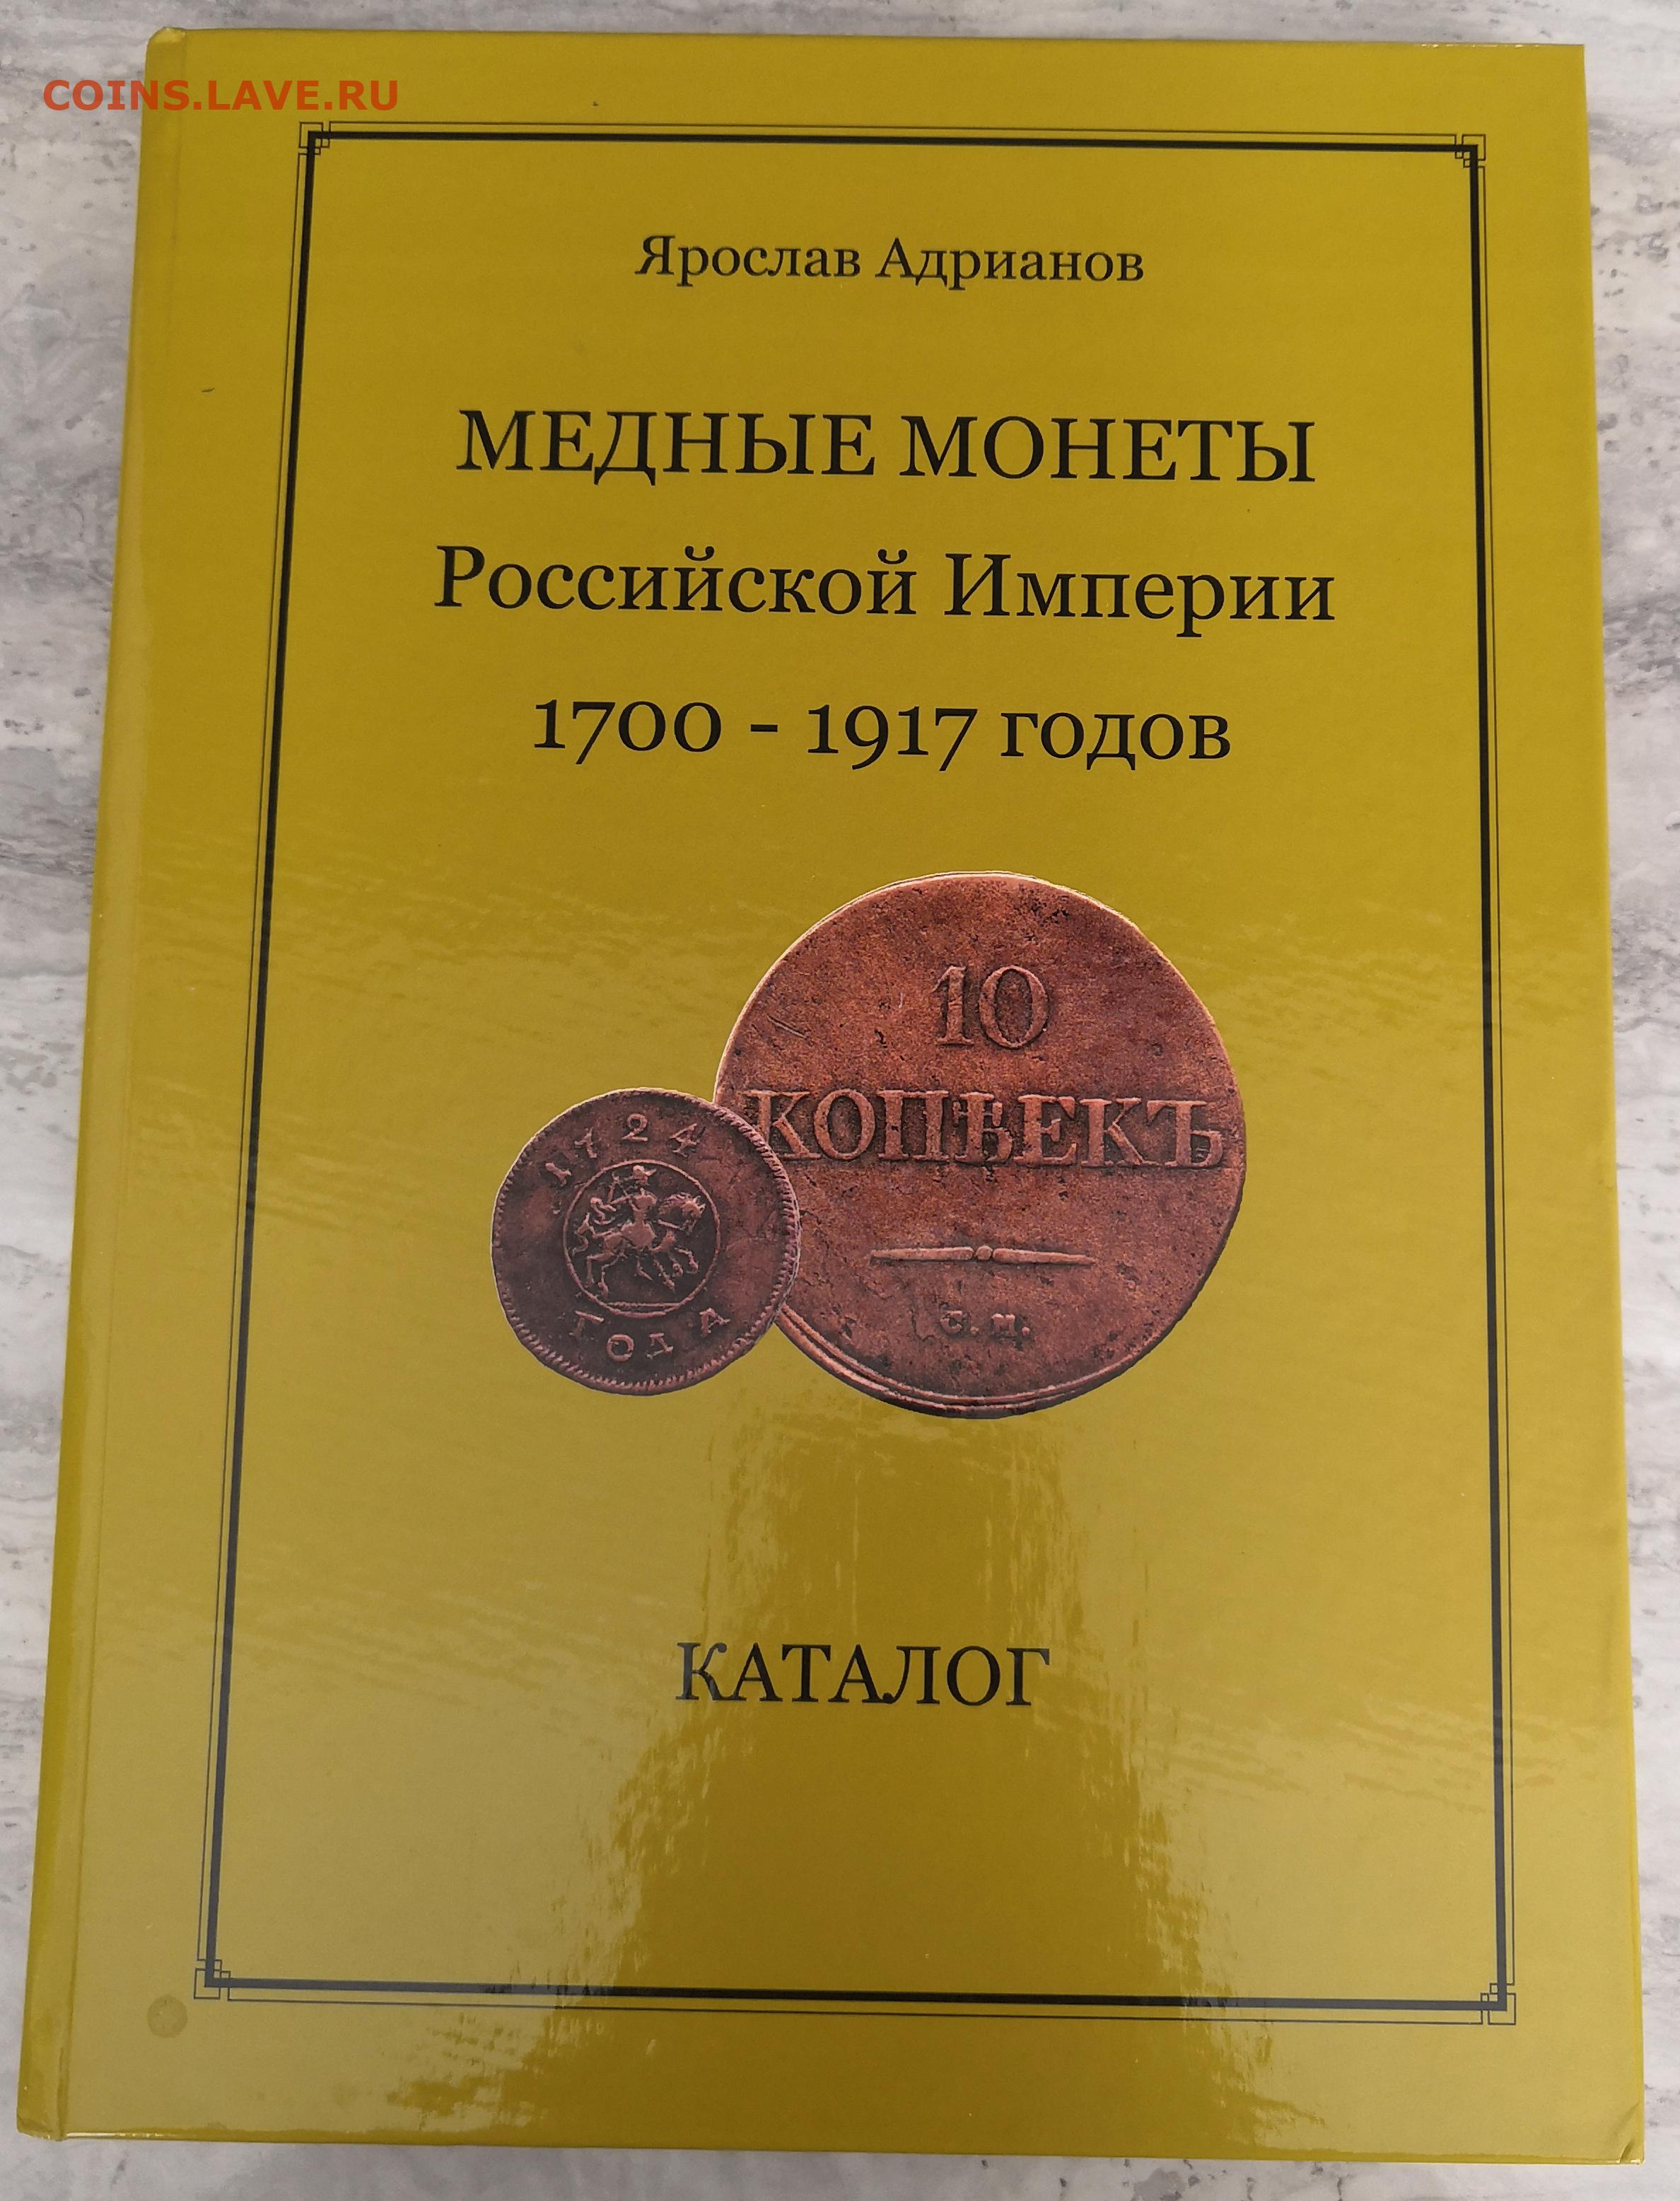 COINS.LAVE.RU
Ярослав Адрианов
МЕДНЫЕ МОНЕТЫ
Российской Империи
1700 - 1917 годов
10
КОПѢЕКЪ
С. М.
1724
ГОДА
КАТАЛОГ